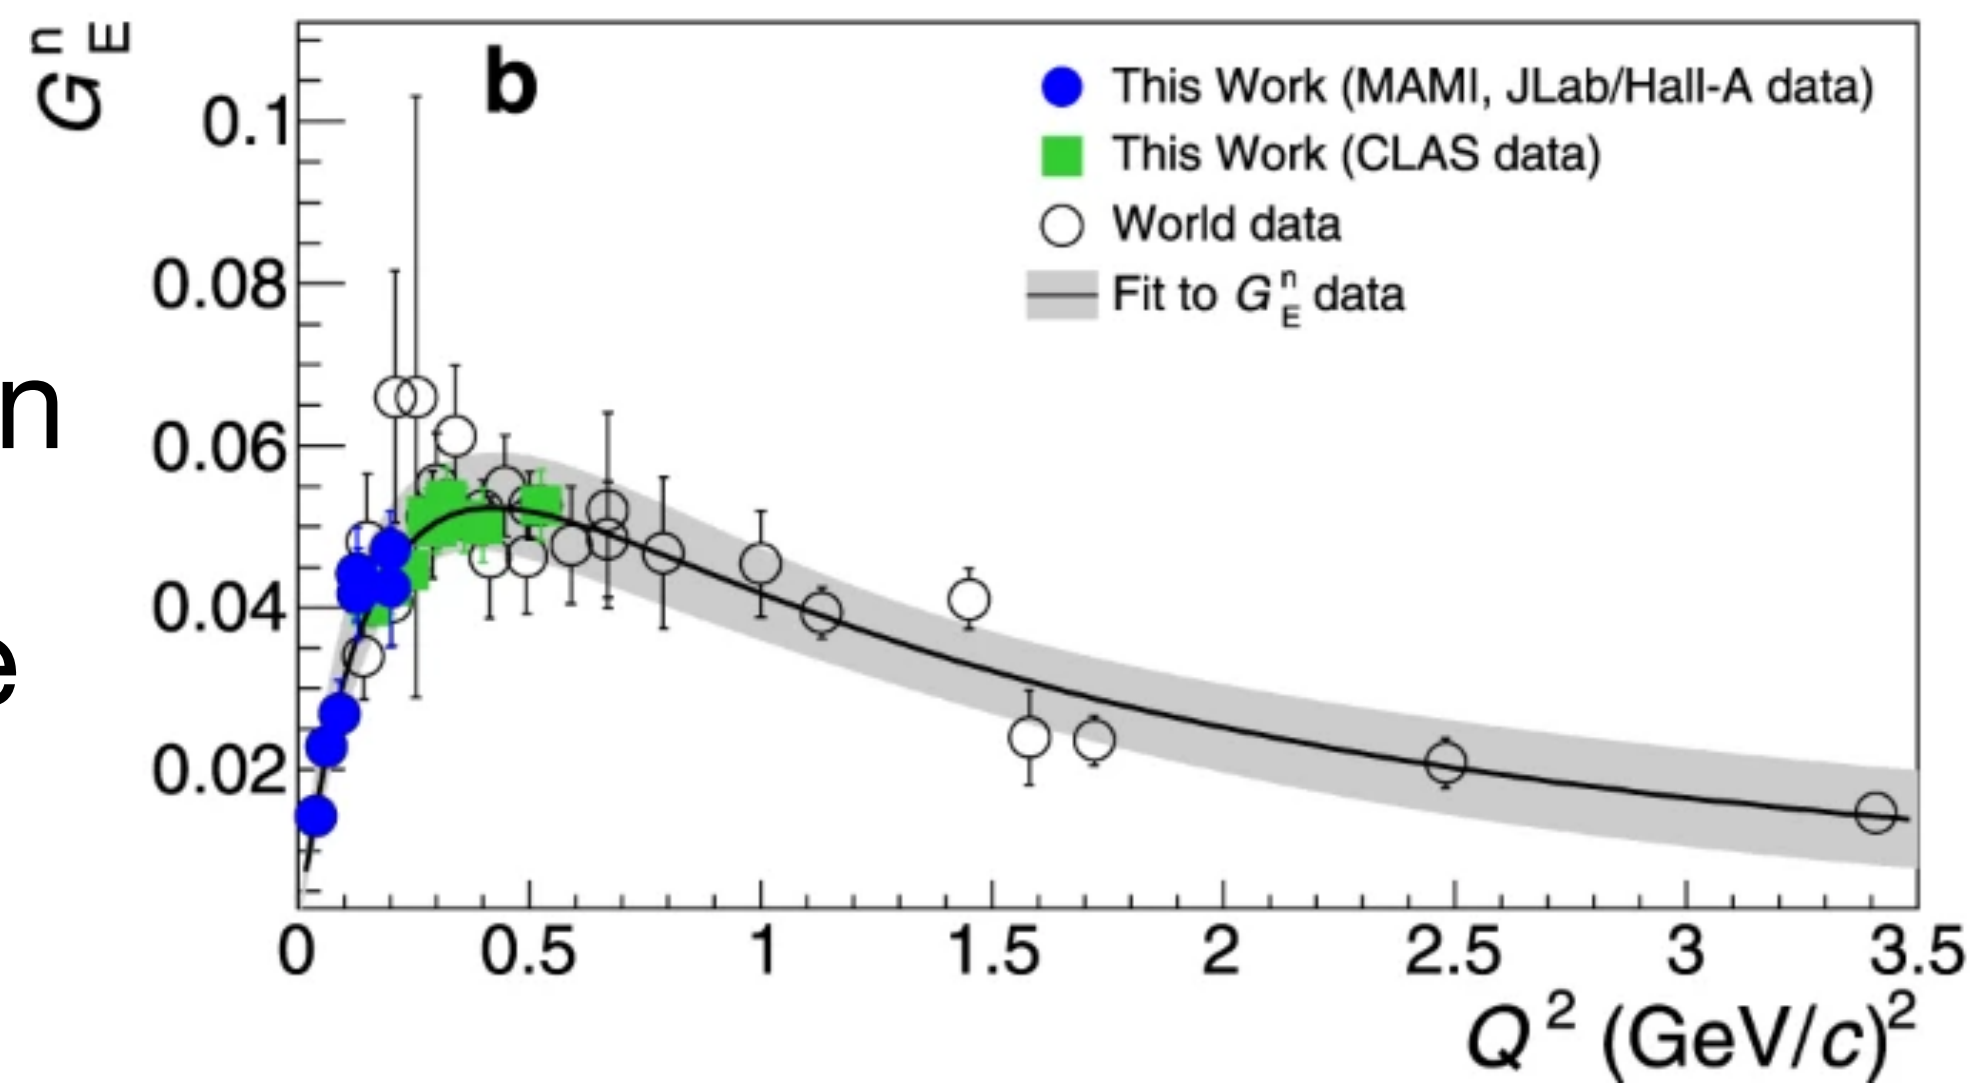 G n E
b
This Work (MAMI, JLab/Hall-A data)
This Work (CLAS data)
World data
Fit to G n E data
0.1
0.08
0.06
0.04
0.02
n
e
0 0.5 1 1.5 2 2.5 3 3.5
Q 2 (GeV/c)2